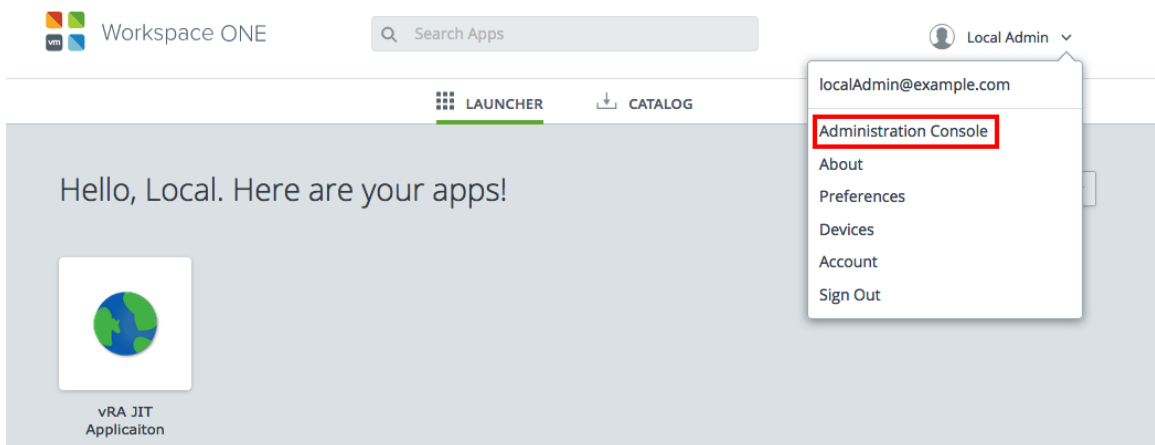 vm Workspace ONE
Search Apps
Local Admin
localAdmin@example.com
LAUNCHER
CATALOG
Administration Console
About
Preferences
Devices
Account
Sign Out
Hello, Local. Here are your apps!
vRA JIT
Applicaiton